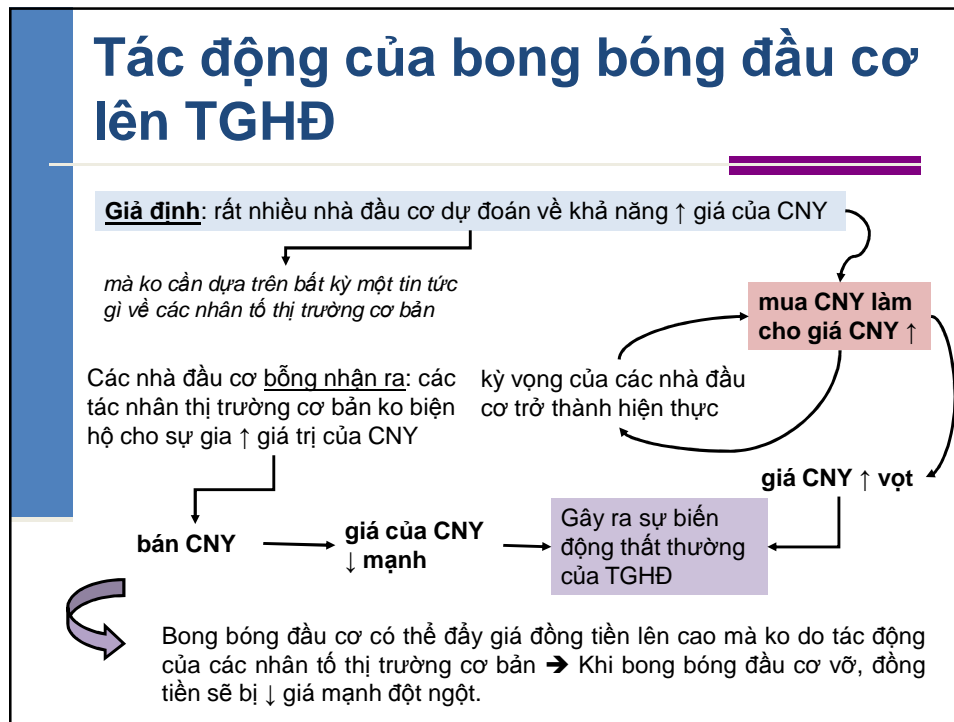 Tác động của bong bóng đầu cơ
lên TGHĐ
Giả định: rất nhiều nhà đầu cơ dự đoán về khả năng ↑ giá của CNY
mà ko cần dựa trên bất kỳ một tin tức
gì về các nhân tố thị trường cơ bản
mua CNY làm
cho giá CNY ↑
kỳ vọng của các nhà đầu
cơ trở thành hiện thực
Các nhà đầu cơ bỗng nhận ra: các
tác nhân thị trường cơ bản ko biện
hộ cho sự gia ↑ giá trị của CNY
giá CNY ↑ vọt
bán CNY
giá của CNY
↓ mạnh
Gây ra sự biến
động thất thường
của TGHĐ
Bong bóng đầu cơ có thể đẩy giá đồng tiền lên cao mà ko do tác động
của các nhân tố thị trường cơ bản ➔ Khi bong bóng đầu cơ vỡ, đồng
tiền sẽ bị ↓ giá mạnh đột ngột.